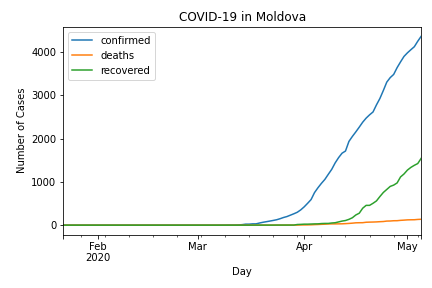 COVID-19 in Moldova
confirmed
deaths
recovered
Number of Cases
4000
3000
2000
1000
0
Feb
2020
Mar
Apr
May
Day